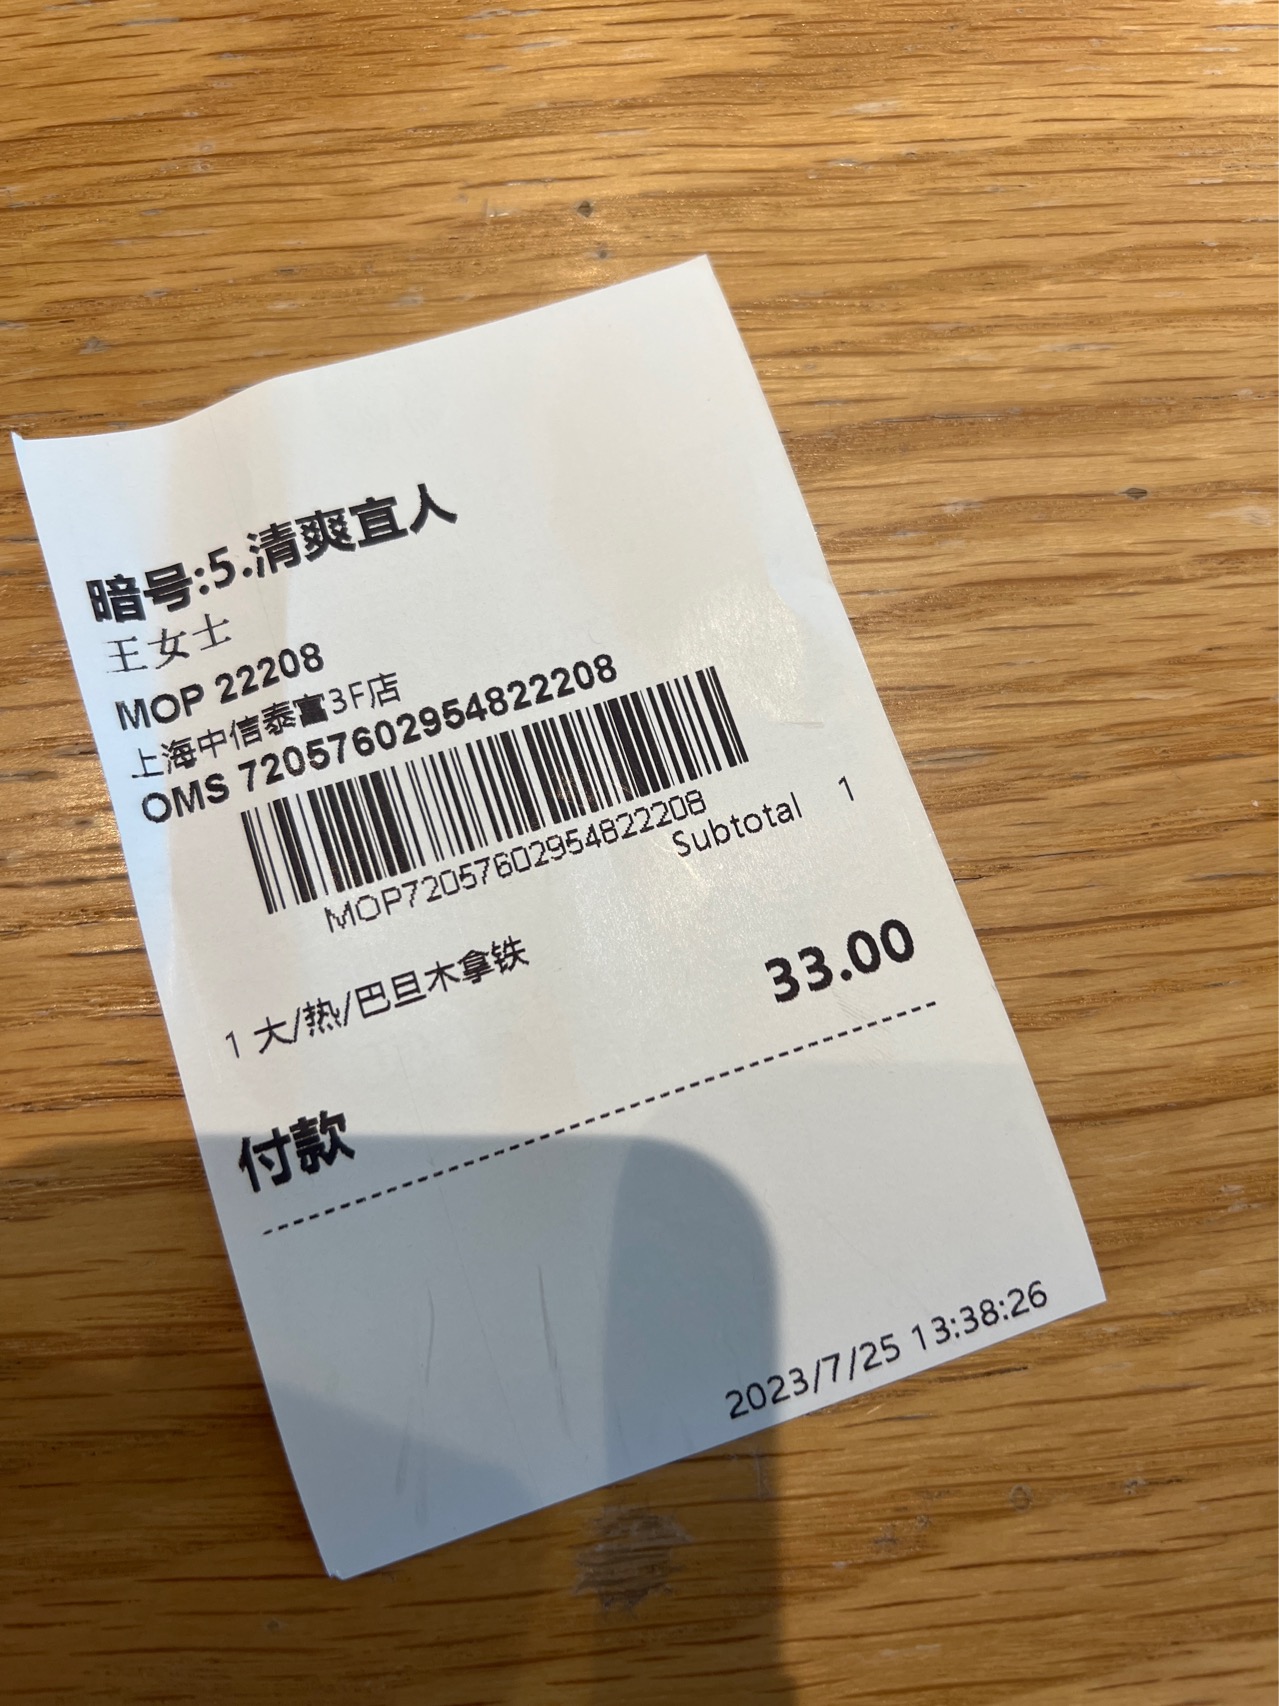 暗号:5.清爽宜人
王女士
MOP 22208
上海中信泰富3F店
OMS 72057602954822208
MOP72057602954822208
Subtotal 1
1 大/热/巴旦木拿铁
33.00
付款
2023/7/25 13:38:26